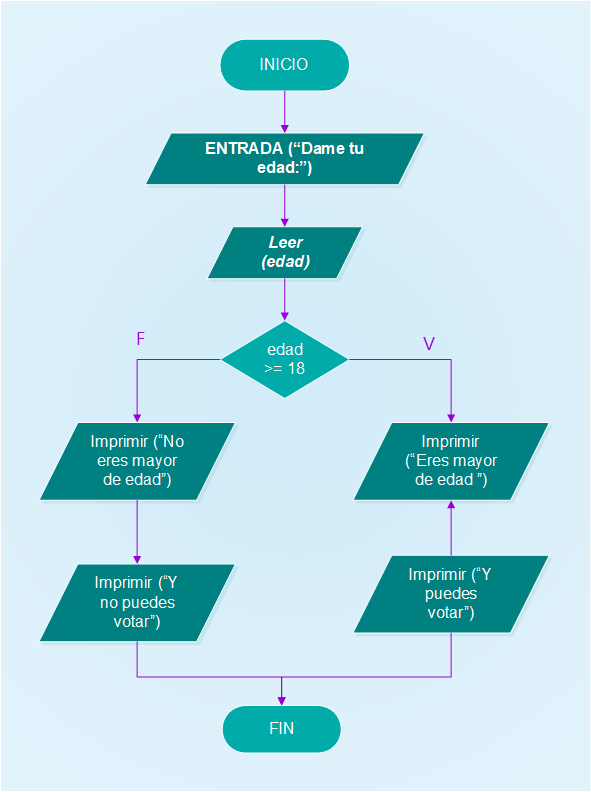 INICIO
ENTRADA (“Dame tu
edad:”)
Leer
(edad)
edad
>= 18
F
V
Imprimir (“No
eres mayor
de edad”)
Imprimir
(“Eres mayor
de edad ”)
Imprimir (“Y
no puedes
votar”)
Imprimir (“Y
puedes
votar”)
FIN